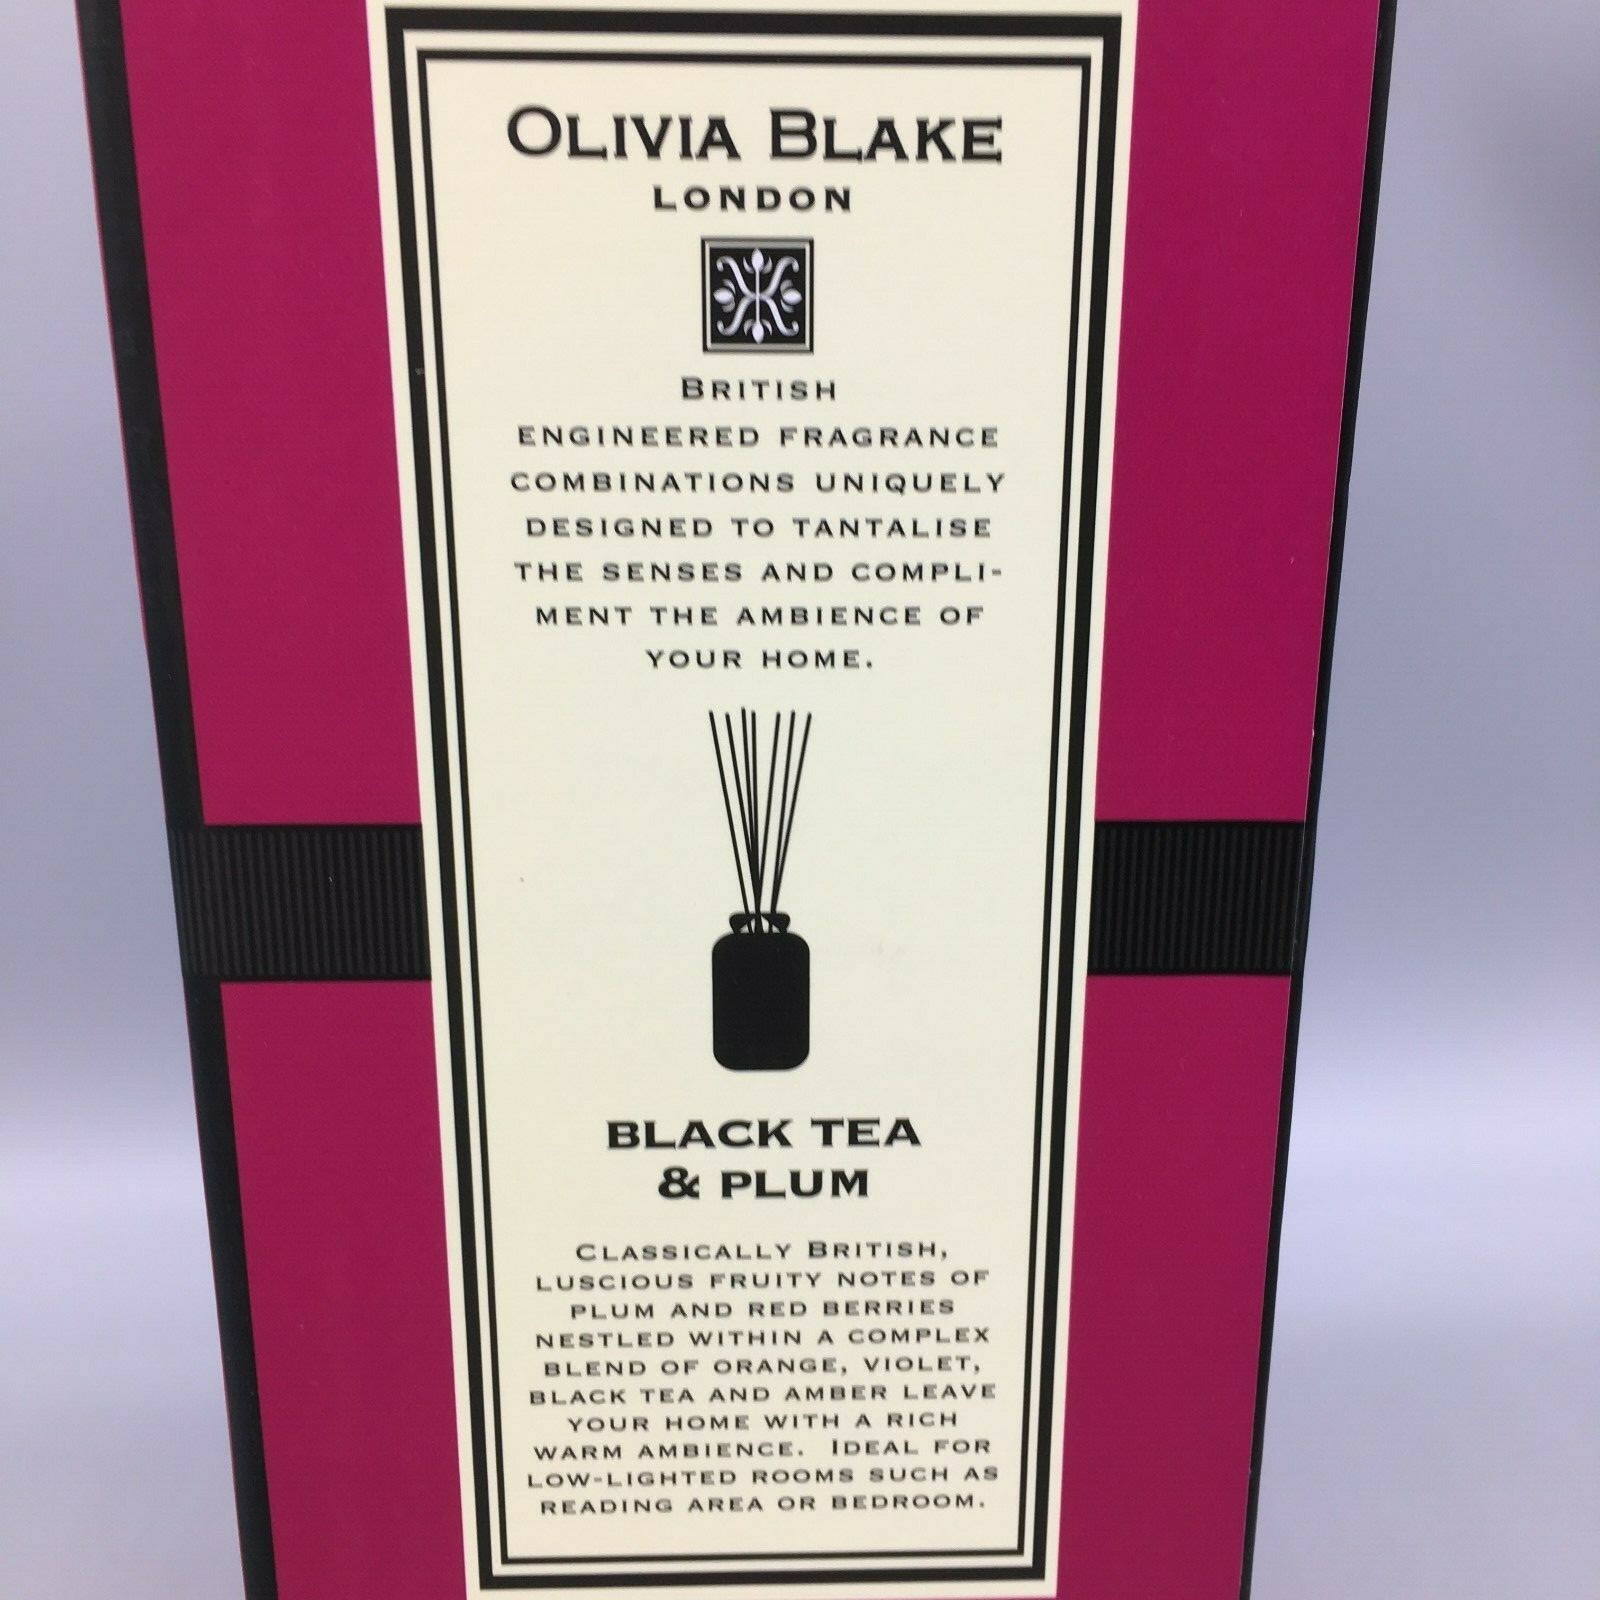 OLIVIA BLAKE
LONDON
BRITISH
ENGINEERED FRAGRANCE
COMBINATIONS UNIQUELY
DESIGNED TO TANTALISE
THE SENSES AND COMPLI-
MENT THE AMBIENCE OF
YOUR HOME.
BLACK TEA
& PLUM
CLASSICALLY BRITISH,
LUSCIOUS FRUITY NOTES OF
PLUM AND RED BERRIES
NESTLED WITHIN A COMPLEX
BLEND OF ORANGE, VIOLET,
BLACK TEA AND AMBER LEAVE
YOUR HOME WITH A RICH
WARM AMBIENCE. IDEAL FOR
LOW-LIGHTED ROOMS SUCH AS
READING AREA OR BEDROOM.